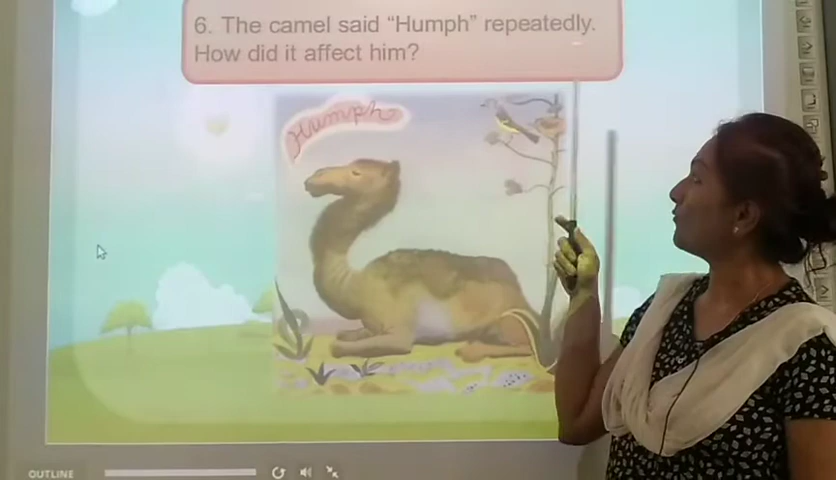 6. The camel said “Humph” repeatedly.
How did it affect him?
Humph
OUTLINE